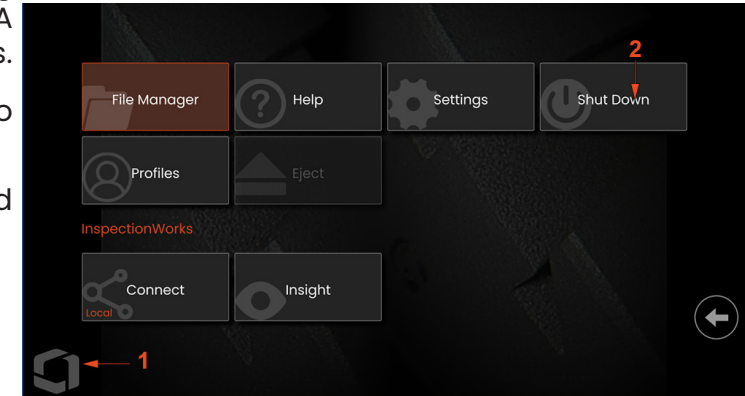 A
s.
o
d
2
File Manager
Help
Settings
Shut Down
Profiles
Eject
InspectionWorks
Connect
Local
Insight
1